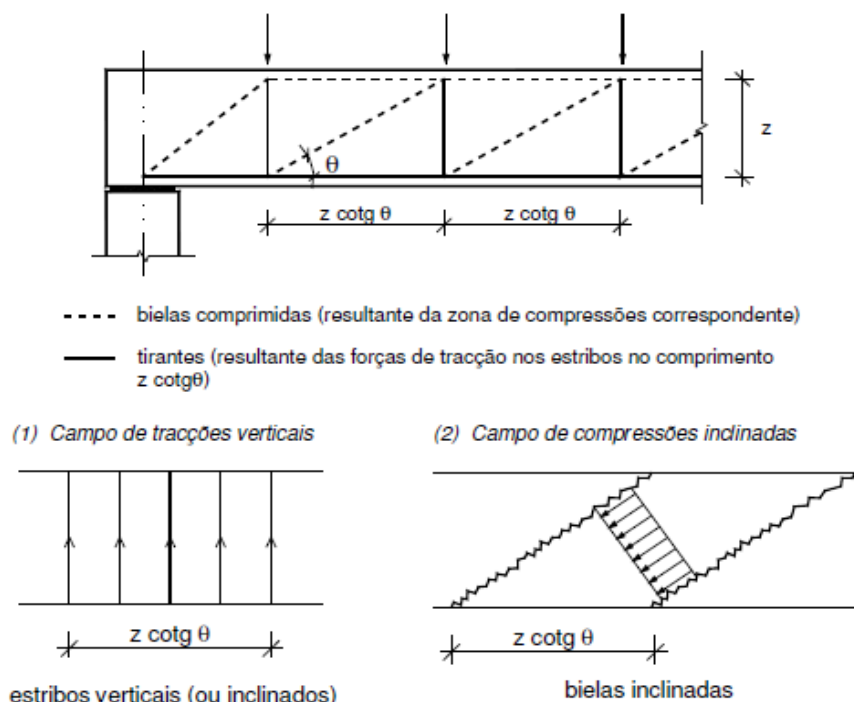 z
θ
z cotg θ z cotg θ
bielas comprimidas (resultante da zona de compressões correspondente)
tirantes (resultante das forças de tracção nos estribos no comprimento
z cotgθ)
(1) Campo de tracções verticais
(2) Campo de compressões inclinadas
z cotg θ
z cotg θ
estribos verticais (ou inclinados)
bielas inclinadas